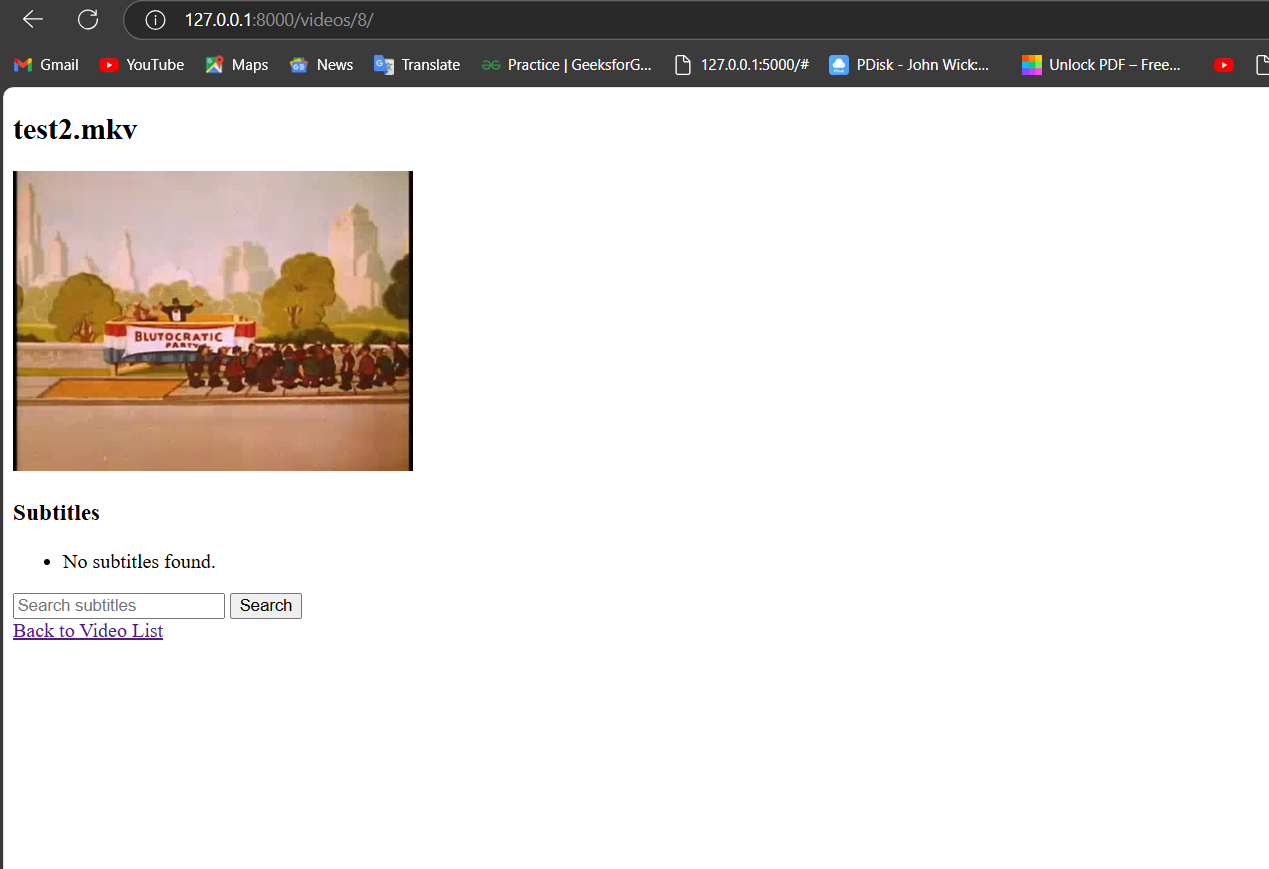 127.0.0.1:8000/videos/8/
Gmail YouTube Maps News Translate Practice | GeeksforG... 127.0.0.1:5000/# PDisk - John Wick:... Unlock PDF – Free...
test2.mkv
BLUTOCRATIC
PARTY
Subtitles
No subtitles found.
Search subtitles Search
Back to Video List